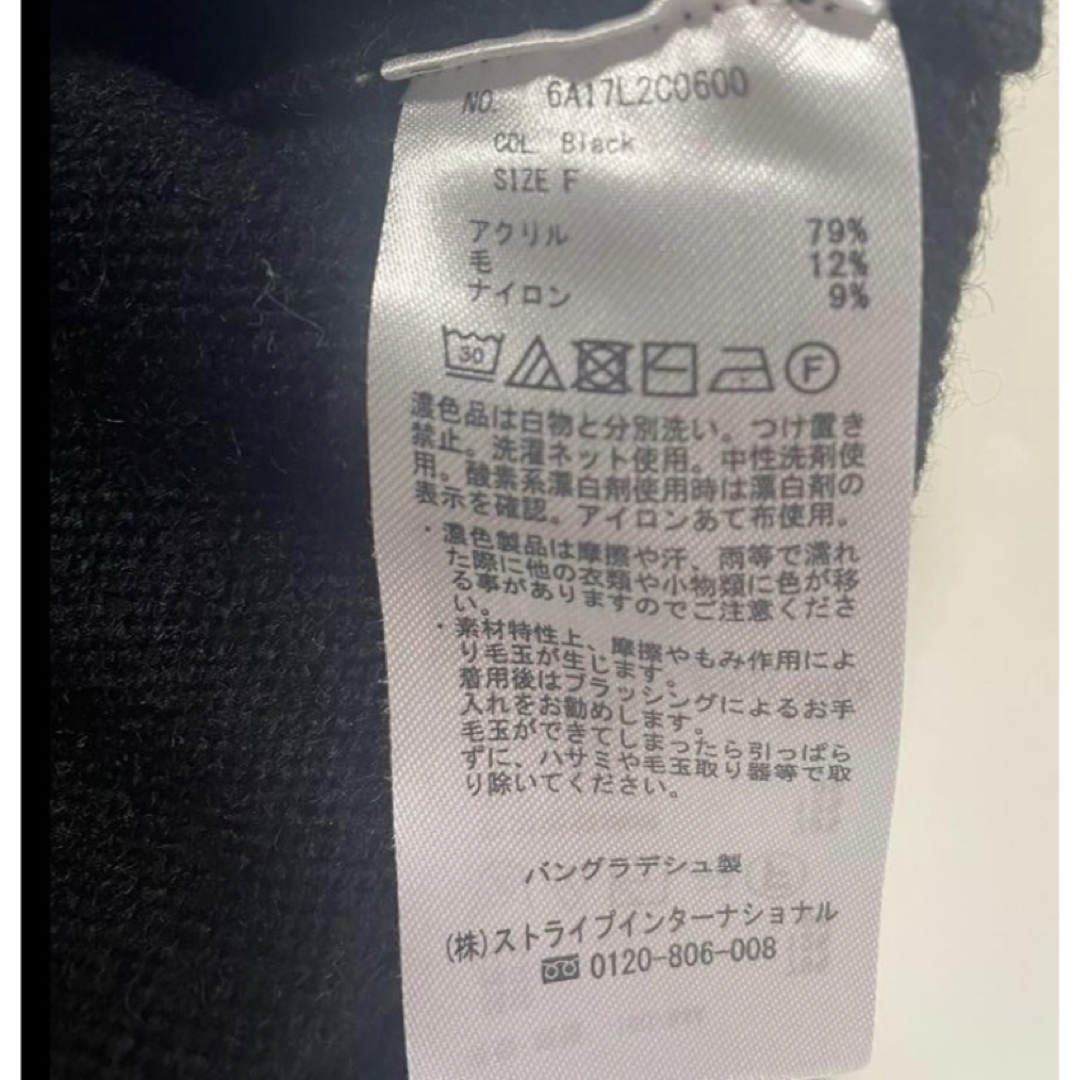 NO. 6A17L2C0600
COL. Black
SIZE F
アクリル 79%
毛 12%
ナイロン 9%
30
F
濃色品は白物と分別洗い。つけ置き
禁止。洗濯ネット使用。中性洗剤使
用。酸素系漂白剤使用時は漂白剤の
表示を確認。アイロンあて布使用。
・濃色製品は摩擦や汗、雨等で濡れ
た際に他の衣類や小物類に色が移
る事がありますのでご注意くださ
い。
・素材特性上、摩擦やもみ作用によ
り毛玉が生じます。
着用後はブラッシングによるお手
入れをお勧めします。
毛玉ができてしまったら引っぱら
ずに、ハサミや毛玉取り器等で取
り除いてください。
バングラデシュ製
(株)ストライプインターナショナル
0120-806-008